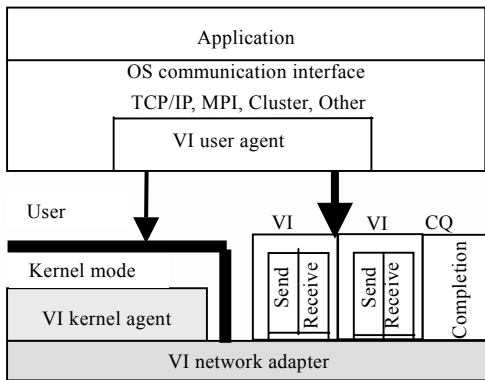 Application
OS communication interface
TCP/IP, MPI, Cluster, Other
VI user agent
User
VI
VI
CQ
Kernel mode
Send
Receive
Send
Receive
Completion
VI kernel agent
VI network adapter